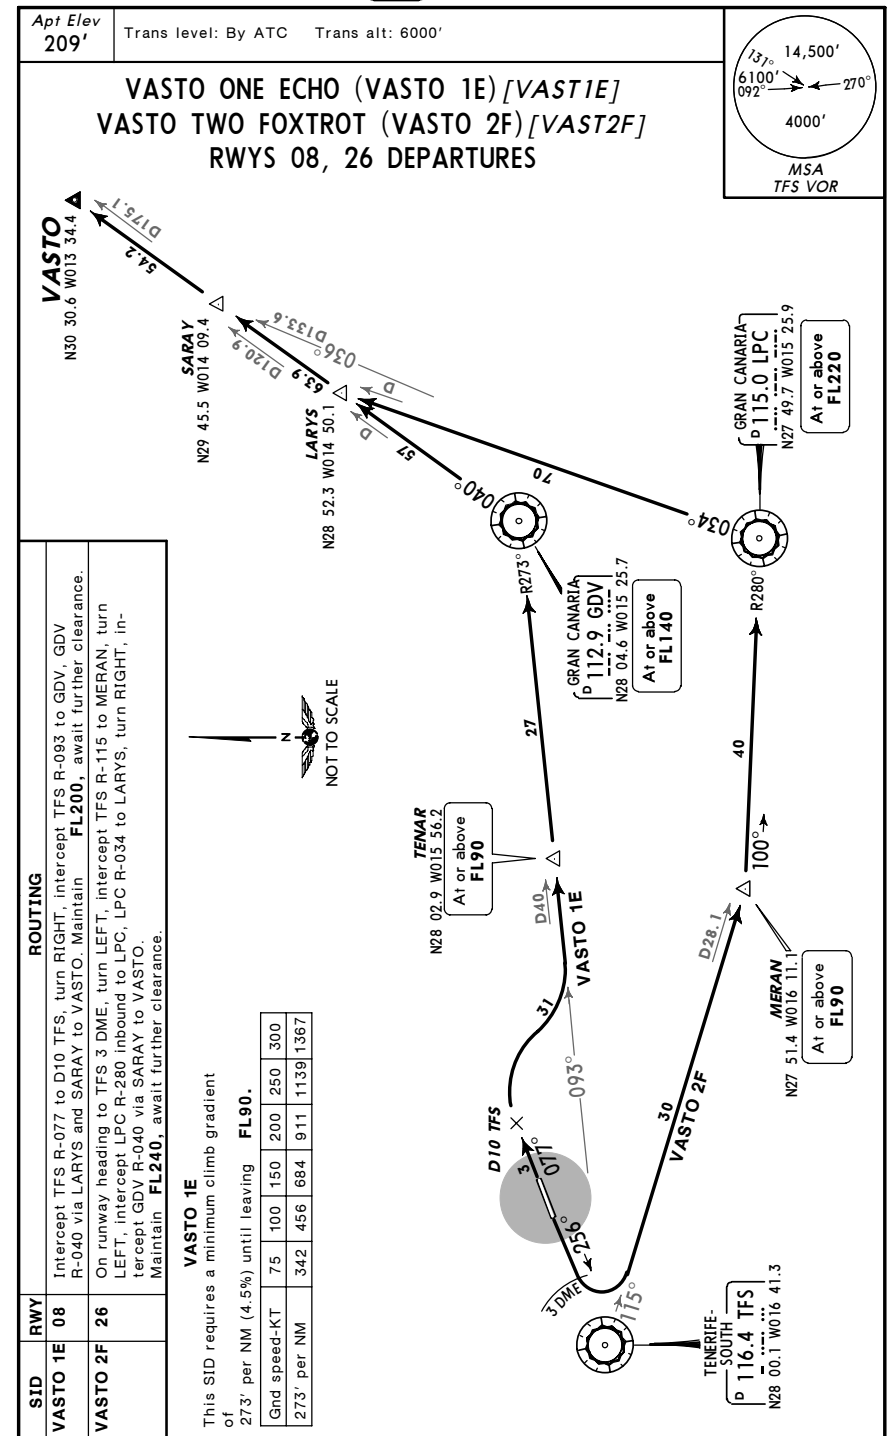 Apt Elev
209'
Trans level: By ATC Trans alt: 6000'
VASTO ONE ECHO (VASTO 1E) [VAST1E]
VASTO TWO FOXTROT (VASTO 2F) [VAST2F]
RWYS 08, 26 DEPARTURES
131°
14,500'
6100'
092°
270°
4000'
MSA
TFS VOR
VASTO
N30 30.6 W013 34.4
D175.1
54.2
SARAY
N29 45.5 W014 09.4
D133.6
036°
D120.9
63.9
LARYS
N28 52.3 W014 50.1
D
D
57
70
040°
034°
GRAN CANARIA
D 115.0 LPC
N27 49.7 W015 25.9
At or above
FL220
R273°
R280°
GRAN CANARIA
D 112.9 GDV
N28 04.6 W015 25.7
At or above
FL140
N
NOT TO SCALE
27
40
TENAR
N28 02.9 W015 56.2
At or above
FL90
D40
VASTO 1E
100°
D28.1
MERAN
N27 51.4 W016 11.1
At or above
FL90
31
093°
D10 TFS
3
077°
256°
3 DME
30
VASTO 2F
115°
TENERIFE-
SOUTH
D 116.4 TFS
N28 00.1 W016 41.3
SID RWY ROUTING
VASTO 1E 08 Intercept TFS R-077 to D10 TFS, turn RIGHT, intercept TFS R-093 to GDV, GDV
R-040 via LARYS and SARAY to VASTO. Maintain FL200, await further clearance.
VASTO 2F 26 On runway heading to TFS 3 DME, turn LEFT, intercept TFS R-115 to MERAN, turn
LEFT, intercept LPC R-280 inbound to LPC, LPC R-034 to LARYS, turn RIGHT, in-
tercept GDV R-040 via SARAY to VASTO.
Maintain FL240, await further clearance.
VASTO 1E
This SID requires a minimum climb gradient
of
273' per NM (4.5%) until leaving FL90.
Gnd speed-KT 75 100 150 200 250 300
273' per NM 342 456 684 911 1139 1367